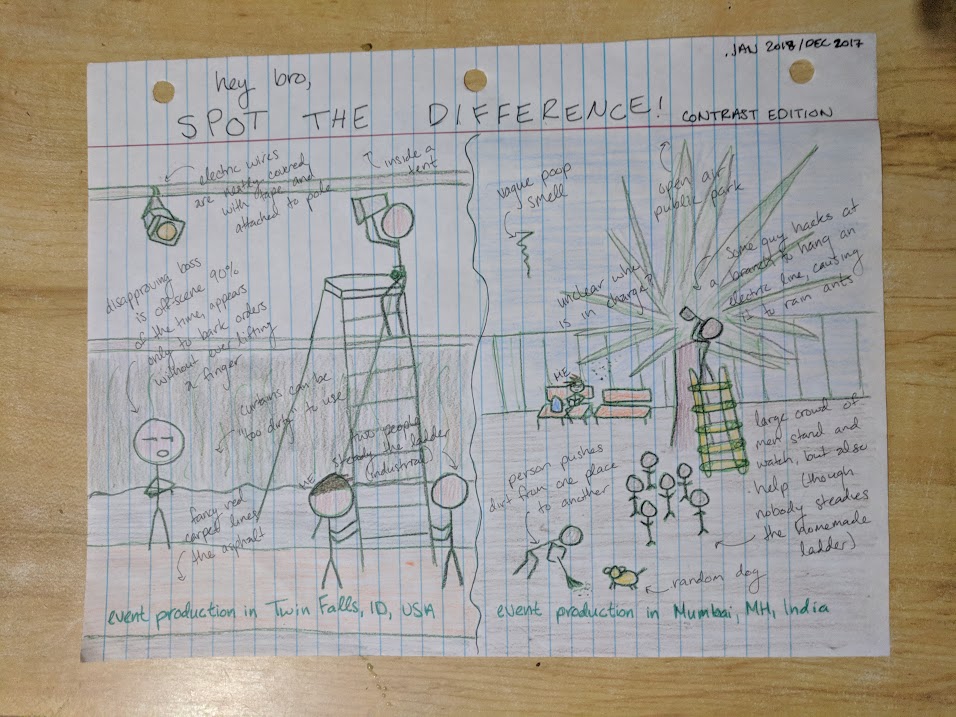 JAN 2018/DEC 2017
hey bro,
SPOT THE DIFFERENCE! CONTRAST EDITION
electric wires
are neatly covered
with tape and
attached to pole
inside a
tent
disapproving boss
is off-scene 90%
of the time, appears
only to bark orders
without ever lifting
a finger
curtains can be
"too dirty" to use
two people
steady the ladder
(industrial)
ME
fancy red
carpet lines
the asphalt
event production in Twin Falls, ID, USA
vague poop
smell
open air
public park
unclear who
is in charge?
some guy hacks at
a branch to hang an
electric line, causing
it to rain ants
ME
person pushes
dirt from one place
to another
large crowd of
men stand and
watch, but also
help (though
nobody steadies
the homemade
ladder)
random dog
event production in Mumbai, MH, India